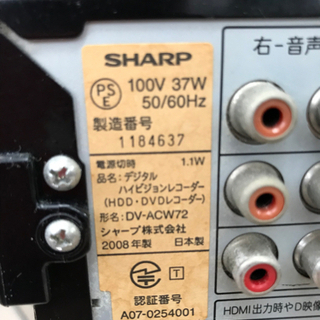 SHARP
右-音声
PS
E
100V 37W
50/60Hz
製造番号
1184637
電源切時 1.1W
品名:デジタル
ハイビジョンレコーダー
(HDD・DVDレコーダー)
形名:DV-ACW72
シャープ株式会社
2008年製 日本製
T
認証番号
A07-0254001
HDMI出力時やD映像